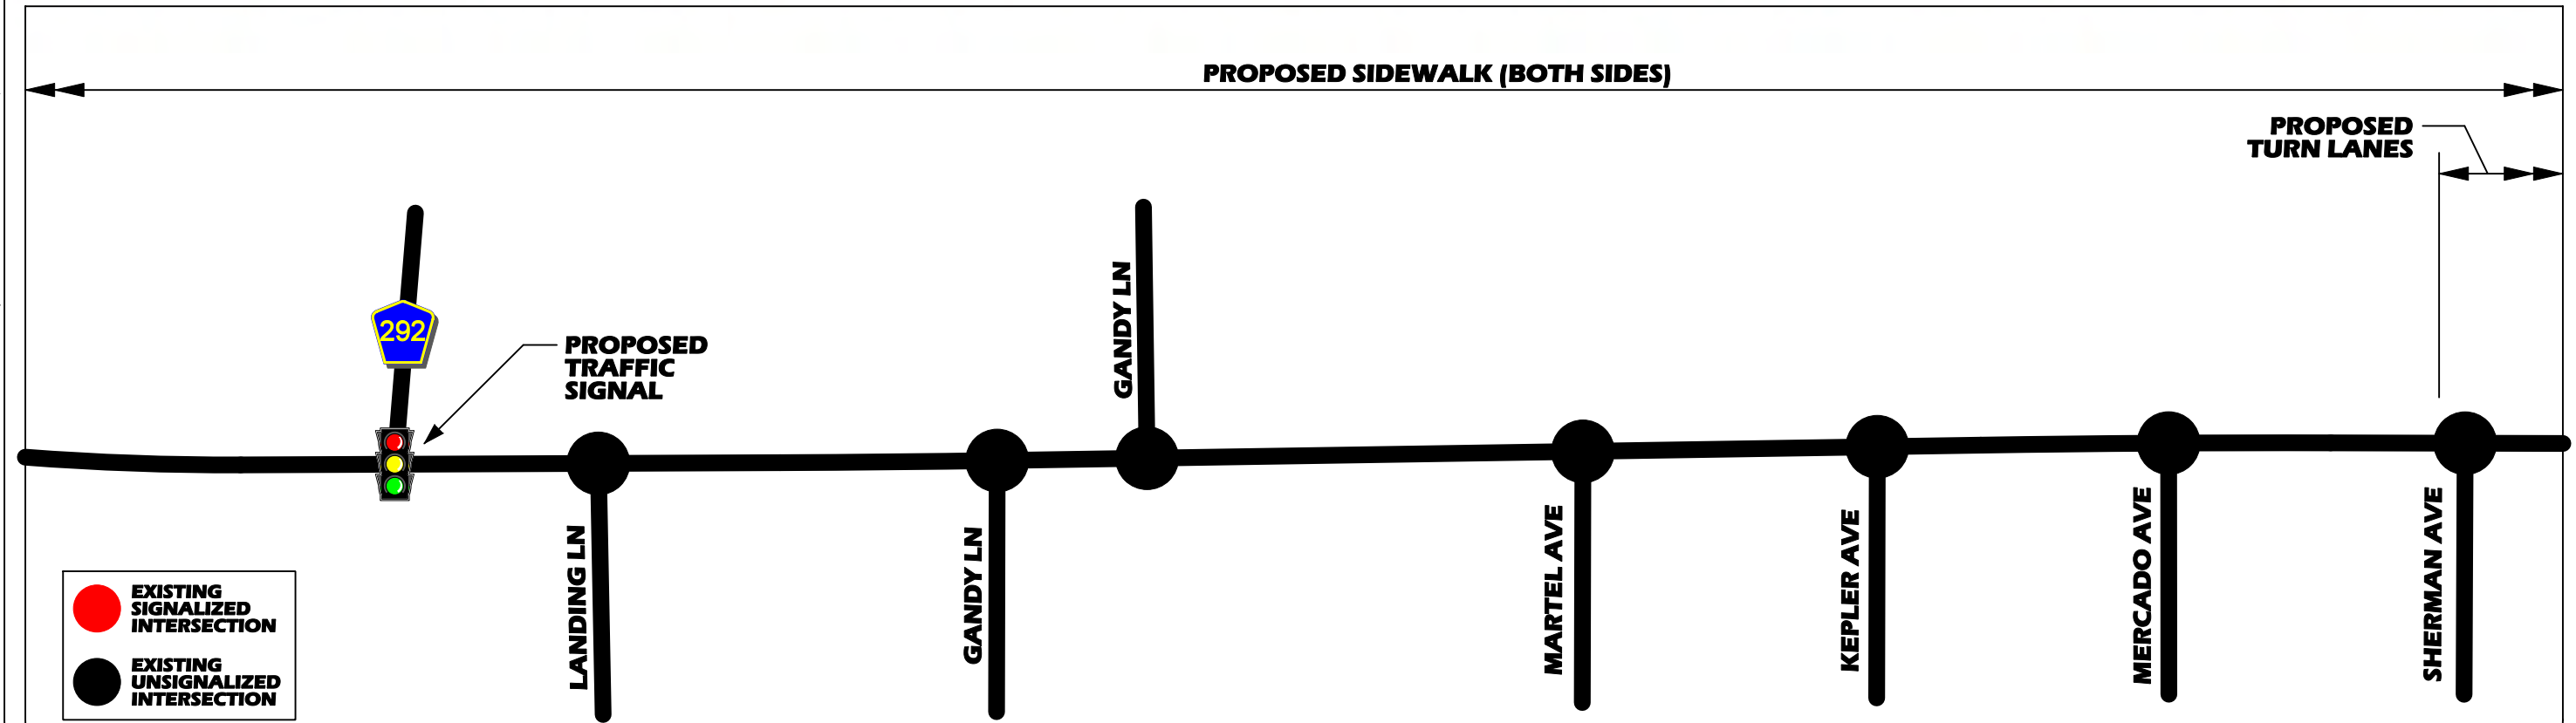 PROPOSED SIDEWALK (BOTH SIDES)
PROPOSED
TURN LANES
292
PROPOSED
TRAFFIC
SIGNAL
GANDY LN
LANDING LN
GANDY LN
MARTEL AVE
KEPLER AVE
MERCADO AVE
SHERMAN AVE
EXISTING
SIGNALIZED
INTERSECTION
EXISTING
UNSIGNALIZED
INTERSECTION